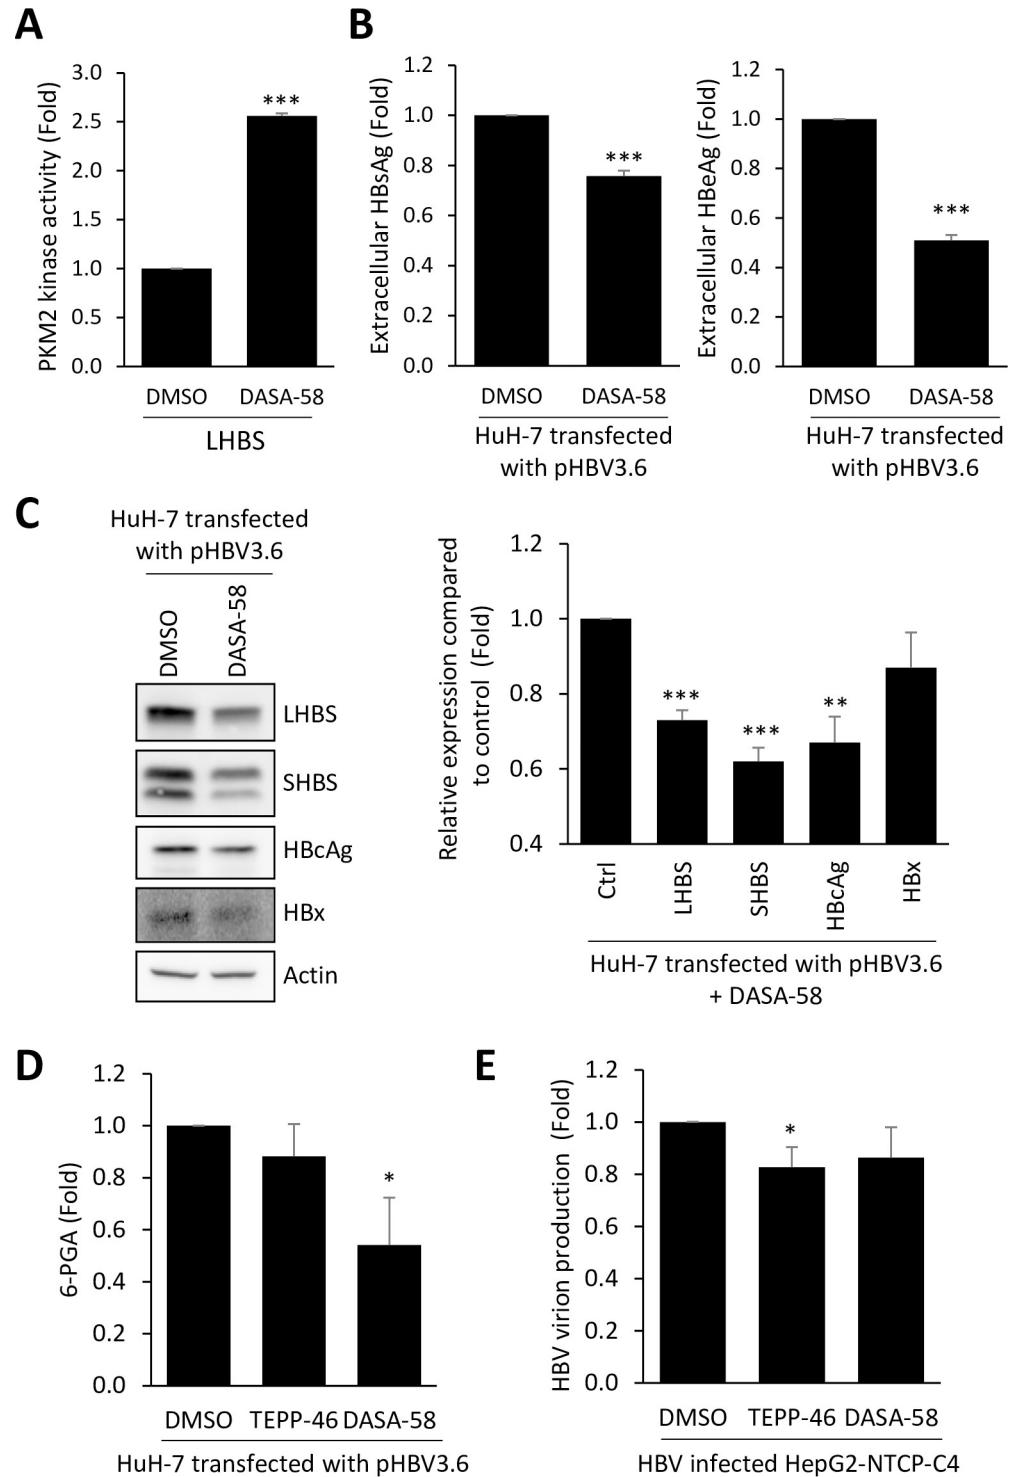 A
PKM2 kinase activity (Fold)
3.0
2.5
2.0
1.5
1.0
0.5
0.0
***
DMSO DASA-58
LHBS
B
Extracellular HBsAg (Fold)
1.2
1.0
0.8
0.6
0.4
0.2
0.0
***
DMSO DASA-58
HuH-7 transfected
with pHBV3.6
Extracellular HBeAg (Fold)
1.2
1.0
0.8
0.6
0.4
0.2
0.0
***
DMSO DASA-58
HuH-7 transfected
with pHBV3.6
C
HuH-7 transfected
with pHBV3.6
DMSO
DASA-58
LHBS
SHBS
HBcAg
HBx
Actin
Relative expression compared
to control (Fold)
1.2
1.0
0.8
0.6
0.4
***
***
**
Ctrl
LHBS
SHBS
HBcAg
HBx
HuH-7 transfected with pHBV3.6
+ DASA-58
D
6-PGA (Fold)
1.2
1.0
0.8
0.6
0.4
0.2
0.0
*
DMSO TEPP-46 DASA-58
HuH-7 transfected with pHBV3.6
E
HBV virion production (Fold)
1.2
1.0
0.8
0.6
0.4
0.2
0.0
*
DMSO TEPP-46 DASA-58
HBV infected HepG2-NTCP-C4